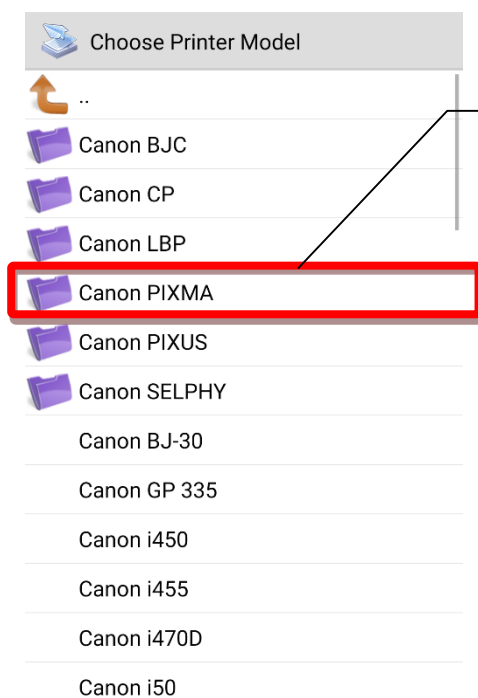 Choose Printer Model
..
Canon BJC
Canon CP
Canon LBP
Canon PIXMA
Canon PIXUS
Canon SELPHY
Canon BJ-30
Canon GP 335
Canon i450
Canon i455
Canon i470D
Canon i50